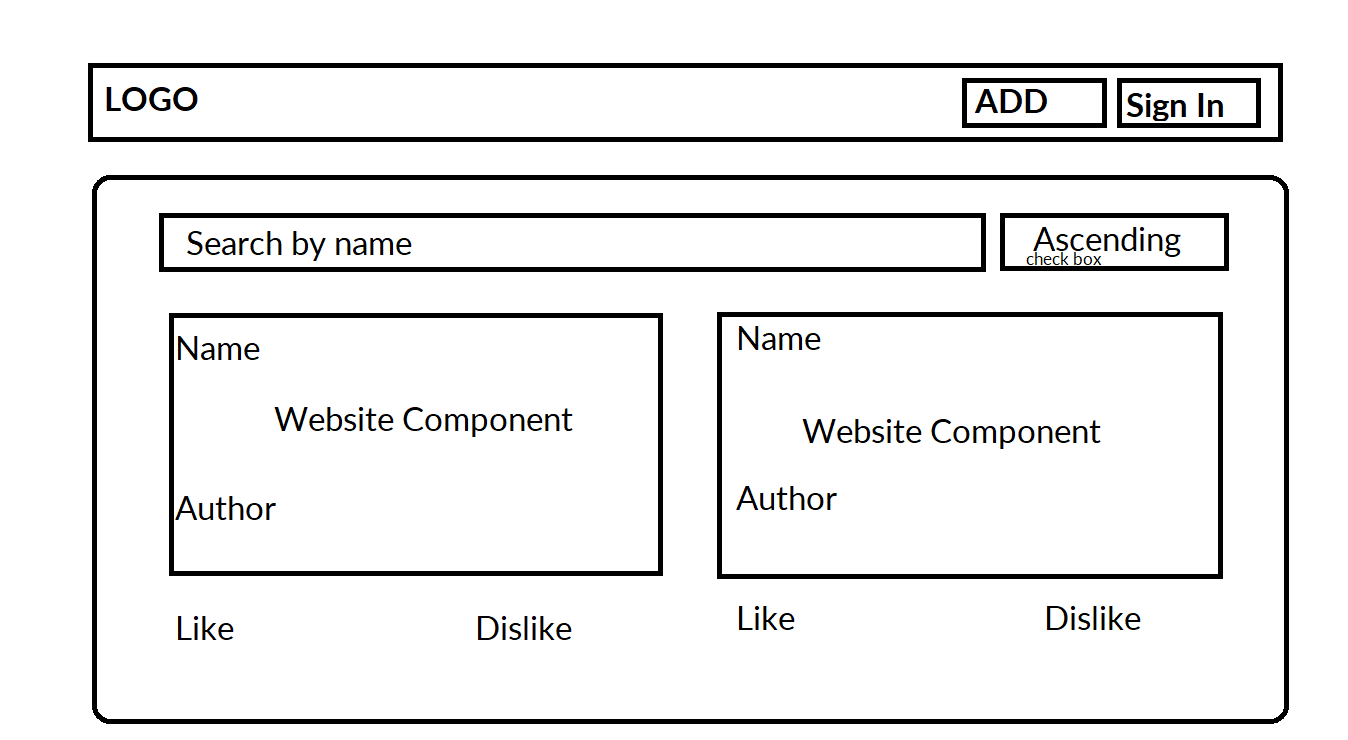 LOGO
ADD
Sign In
Search by name
Ascending
check box
Name
Website Component
Author
Like
Dislike
Name
Website Component
Author
Like
Dislike